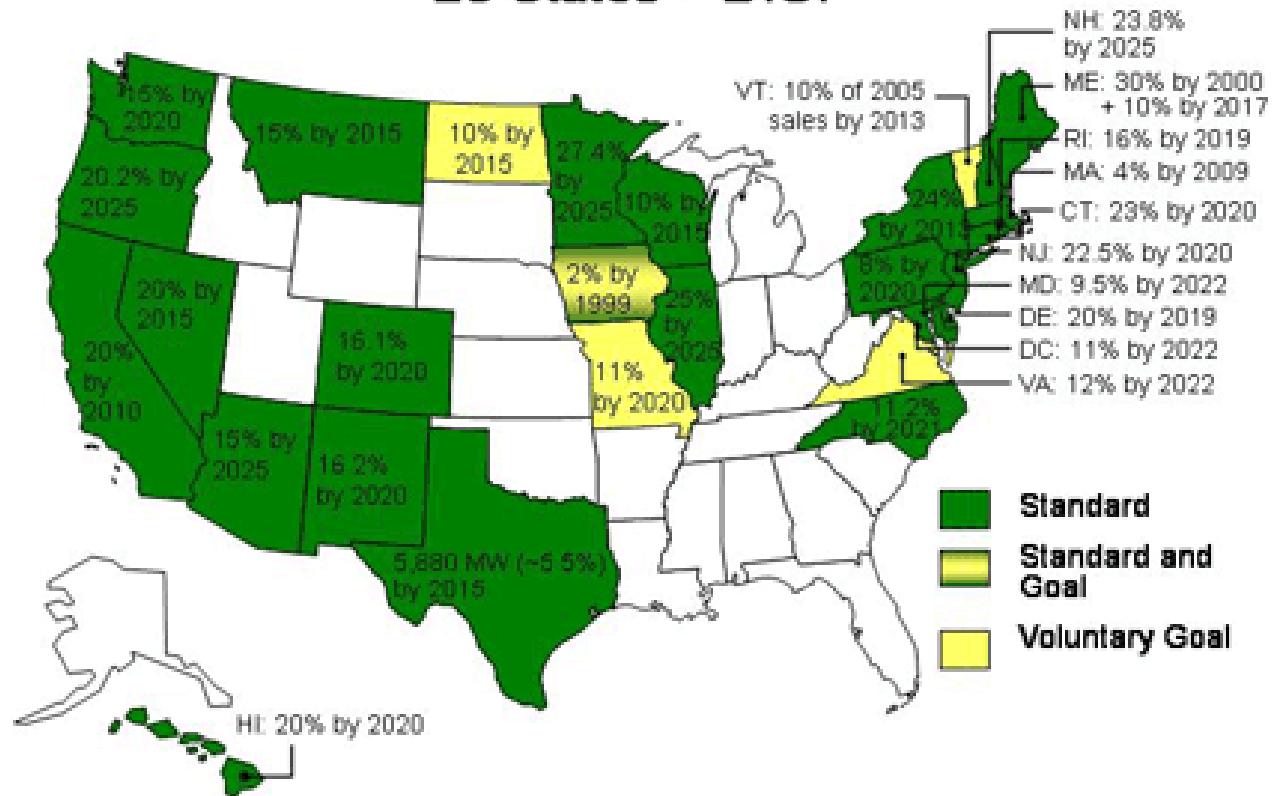 NH: 23.8%
by 2025
VT: 10% of 2005
sales by 2013
ME: 30% by 2000
+ 10% by 2017
RI: 16% by 2019
MA: 4% by 2009
CT: 23% by 2020
NJ: 22.5% by 2020
MD: 9.5% by 2022
DE: 20% by 2019
DC: 11% by 2022
VA: 12% by 2022
15% by
2020
15% by 2015
10% by
2015
27.4%
by
2025
10% by
2015
24%
by 2013
20.2% by
2025
8% by
2020
20% by
2015
2% by
1999
25%
by
2025
20%
by
2010
16.1%
by 2020
11%
by 2020
11.2%
by 2021
15% by
2025
16.2%
by 2020
5,880 MW (~5.5%)
by 2015
Standard
Standard and
Goal
Voluntary Goal
HI: 20% by 2020